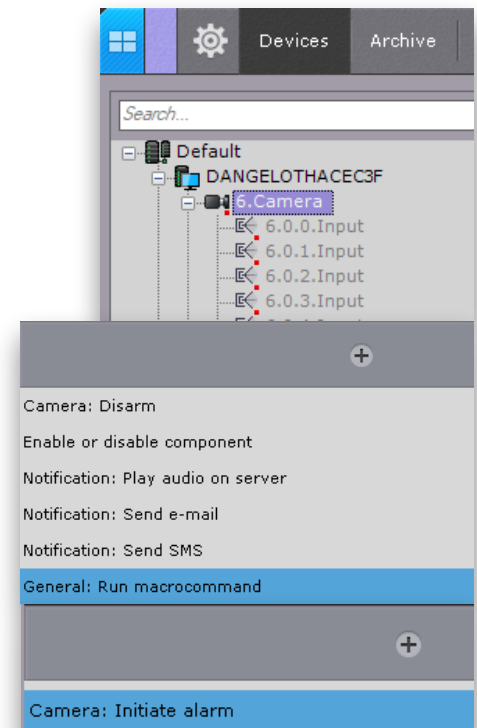 Devices Archive
Search...
Default
DANGELOTHACEC3F
6.Camera
6.0.0.Input
6.0.1.Input
6.0.2.Input
6.0.3.Input
Camera: Disarm
Enable or disable component
Notification: Play audio on server
Notification: Send e-mail
Notification: Send SMS
General: Run macrocommand
Camera: Initiate alarm